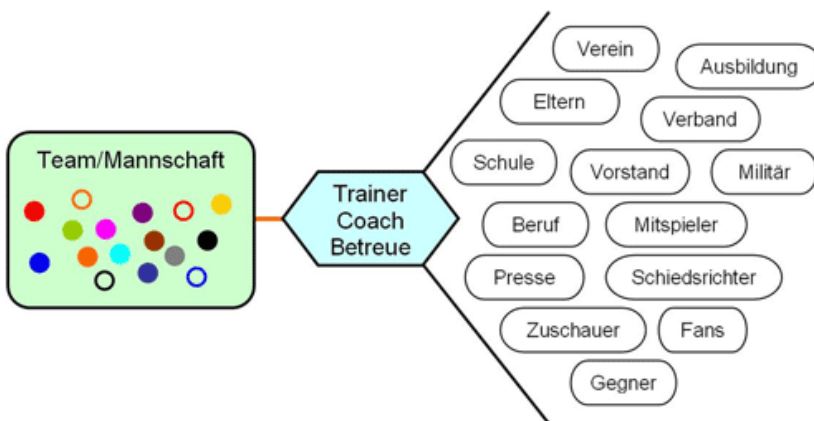 Team/Mannschaft
Trainer
Coach
Betreue
Verein
Ausbildung
Eltern
Verband
Schule
Vorstand
Militär
Beruf
Mitspieler
Presse
Schiedsrichter
Zuschauer
Fans
Gegner